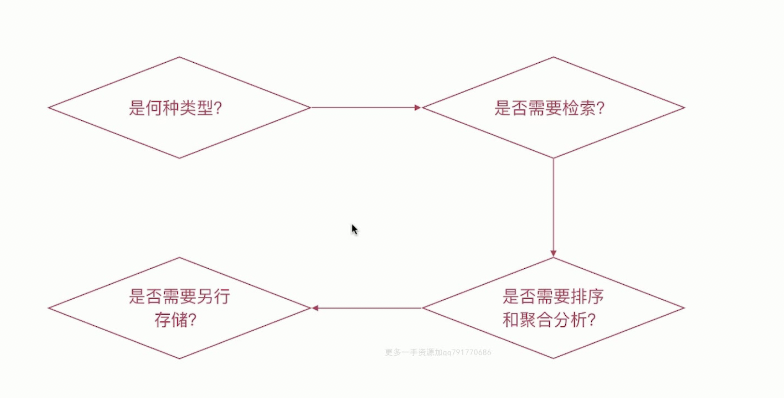 是何种类型?
是否需要检索?
是否需要排序
和聚合分析?
是否需要另行
存储?
更多一手资源加qq791770686